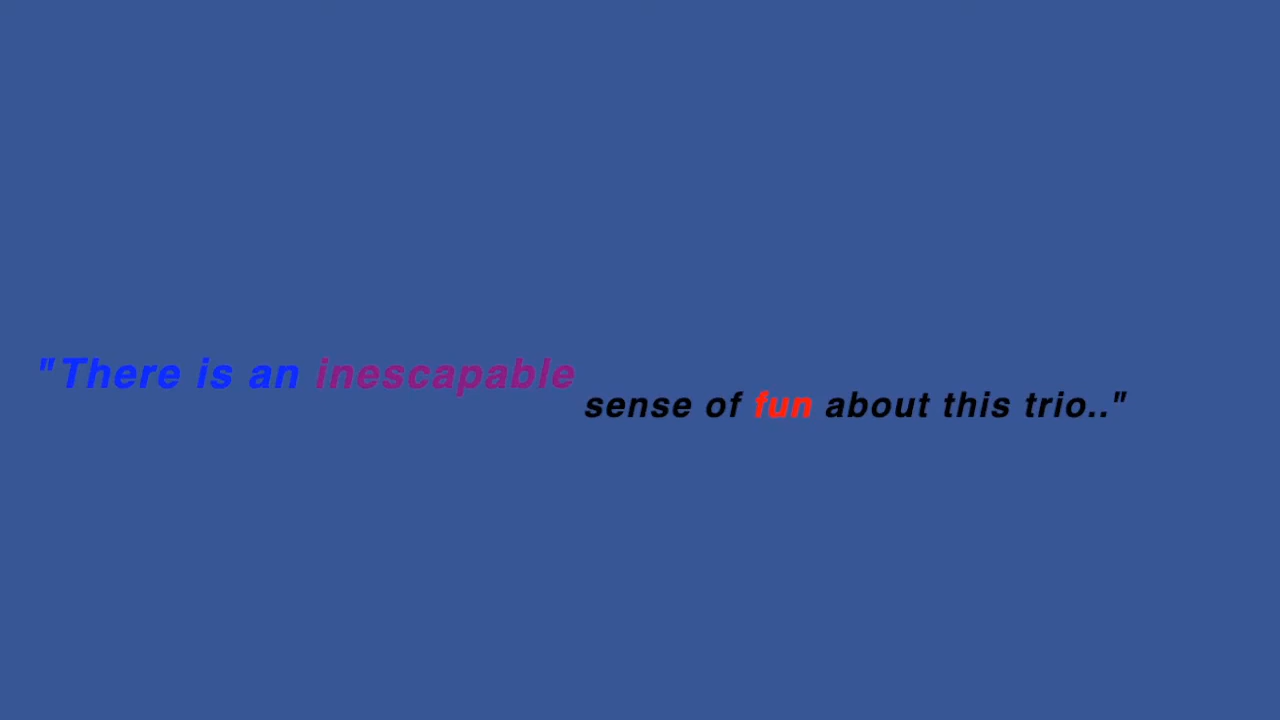 "There is an inescapable
sense of fun about this trio.."